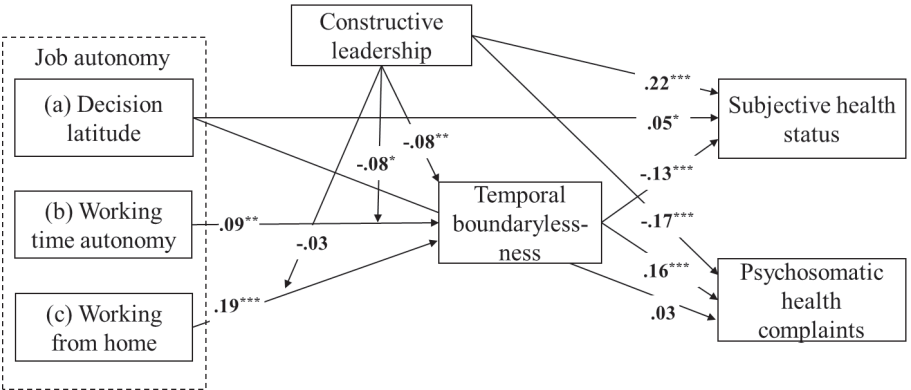 Constructive
leadership
Job autonomy
(a) Decision
latitude
.22***
Subjective health
status
.05*
-.08**
-.08*
-.13***
(b) Working
time autonomy
.09**
Temporal
boundaryless-
ness
-.03
-.17***
.16***
Psychosomatic
health
complaints
.19***
.03
(c) Working
from home